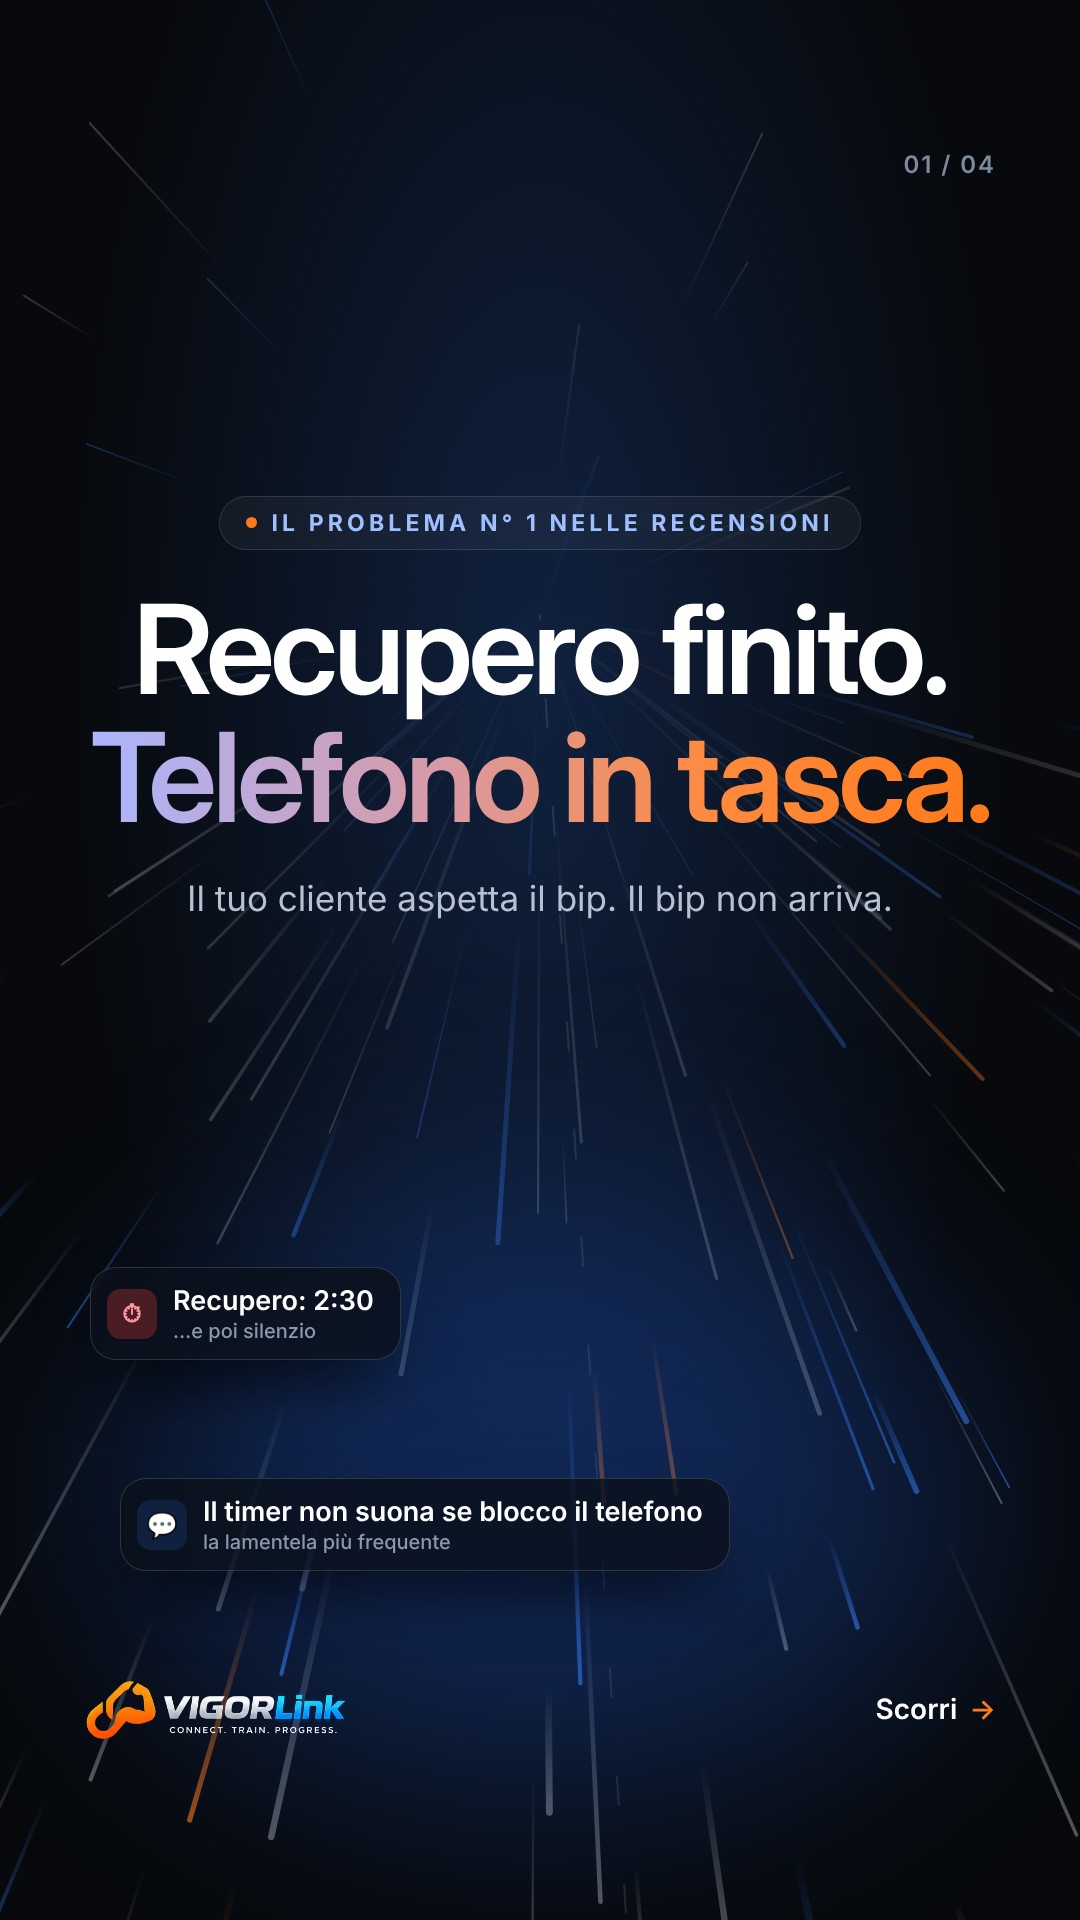 01 / 04
IL PROBLEMA N° 1 NELLE RECENSIONI
Recupero finito.
Telefono in tasca.
Il tuo cliente aspetta il bip. Il bip non arriva.
Recupero: 2:30
...e poi silenzio
Il timer non suona se blocco il telefono
la lamentela più frequente
VIGORLink
CONNECT. TRAIN. PROGRESS.
Scorri →